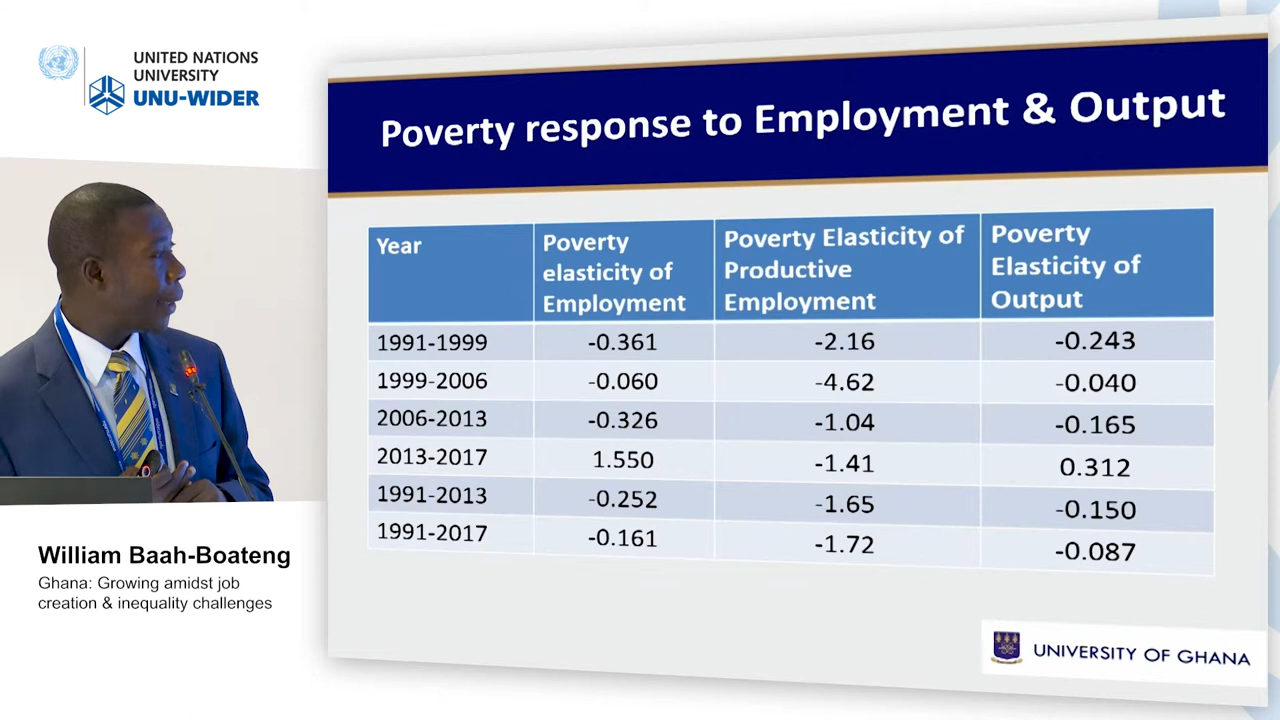 UNITED NATIONS
UNIVERSITY
UNU-WIDER
Poverty response to Employment & Output
Year
Poverty
elasticity of
Employment
Poverty Elasticity of
Productive
Employment
Poverty
Elasticity of
Output
1991-1999 -0.361 -2.16 -0.243
1999-2006 -0.060 -4.62 -0.040
2006-2013 -0.326 -1.04 -0.165
2013-2017 1.550 -1.41 0.312
1991-2013 -0.252 -1.65 -0.150
1991-2017 -0.161 -1.72 -0.087
William Baah-Boateng
Ghana: Growing amidst job
creation & inequality challenges
UNIVERSITY OF GHANA